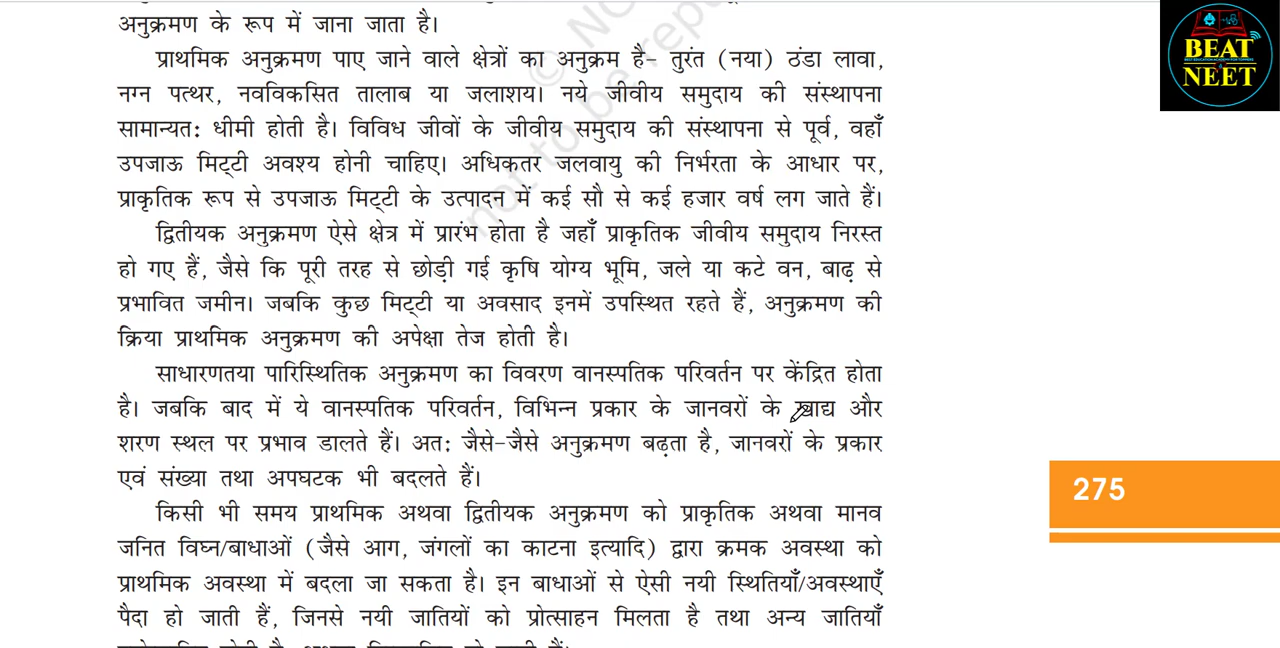 अनुक्रमण के रूप में जाना जाता है।
प्राथमिक अनुक्रमण पाए जाने वाले क्षेत्रों का अनुक्रम है– तुरंत (नया) ठंडा लावा,
नग्न पत्थर, नवविकसित तालाब या जलाशय। नये जीवीय समुदाय की संस्थापना
सामान्यत: धीमी होती है। विविध जीवों के जीवीय समुदाय की संस्थापना से पूर्व, वहाँ
उपजाऊ मिट्टी अवश्य होनी चाहिए। अधिकतर जलवायु की निर्भरता के आधार पर,
प्राकृतिक रूप से उपजाऊ मिट्टी के उत्पादन में कई सौ से कई हजार वर्ष लग जाते हैं।
द्वितीयक अनुक्रमण ऐसे क्षेत्र में प्रारंभ होता है जहाँ प्राकृतिक जीवीय समुदाय निरस्त
हो गए हैं, जैसे कि पूरी तरह से छोड़ी गई कृषि योग्य भूमि, जले या कटे वन, बाढ़ से
प्रभावित जमीन। जबकि कुछ मिट्टी या अवसाद इनमें उपस्थित रहते हैं, अनुक्रमण की
क्रिया प्राथमिक अनुक्रमण की अपेक्षा तेज होती है।
साधारणतया पारिस्थितिक अनुक्रमण का विवरण वानस्पतिक परिवर्तन पर केंद्रित होता
है। जबकि बाद में ये वानस्पतिक परिवर्तन, विभिन्न प्रकार के जानवरों के खाद्य और
शरण स्थल पर प्रभाव डालते हैं। अत: जैसे–जैसे अनुक्रमण बढ़ता है, जानवरों के प्रकार
एवं संख्या तथा अपघटक भी बदलते हैं।
किसी भी समय प्राथमिक अथवा द्वितीयक अनुक्रमण को प्राकृतिक अथवा मानव
जनित विघ्न/बाधाओं (जैसे आग, जंगलों का काटना इत्यादि) द्वारा क्रमक अवस्था को
प्राथमिक अवस्था में बदला जा सकता है। इन बाधाओं से ऐसी नयी स्थितियाँ/अवस्थाएँ
पैदा हो जाती हैं, जिनसे नयी जातियों को प्रोत्साहन मिलता है तथा अन्य जातियाँ
275
BEAT
NEET
not to be